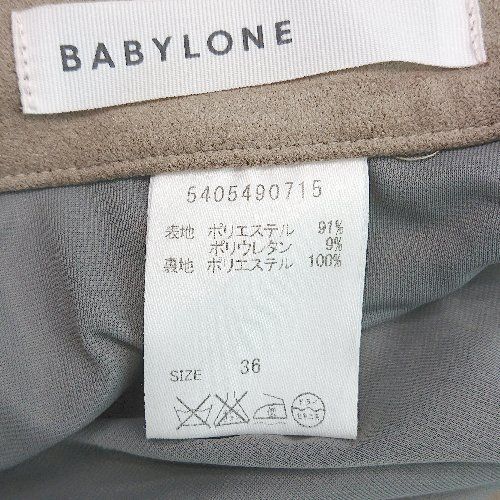 BABYLONE
5405490715
表地 ポリエステル 91%
ポリウレタン 9%
裏地 ポリエステル 100%
SIZE 36